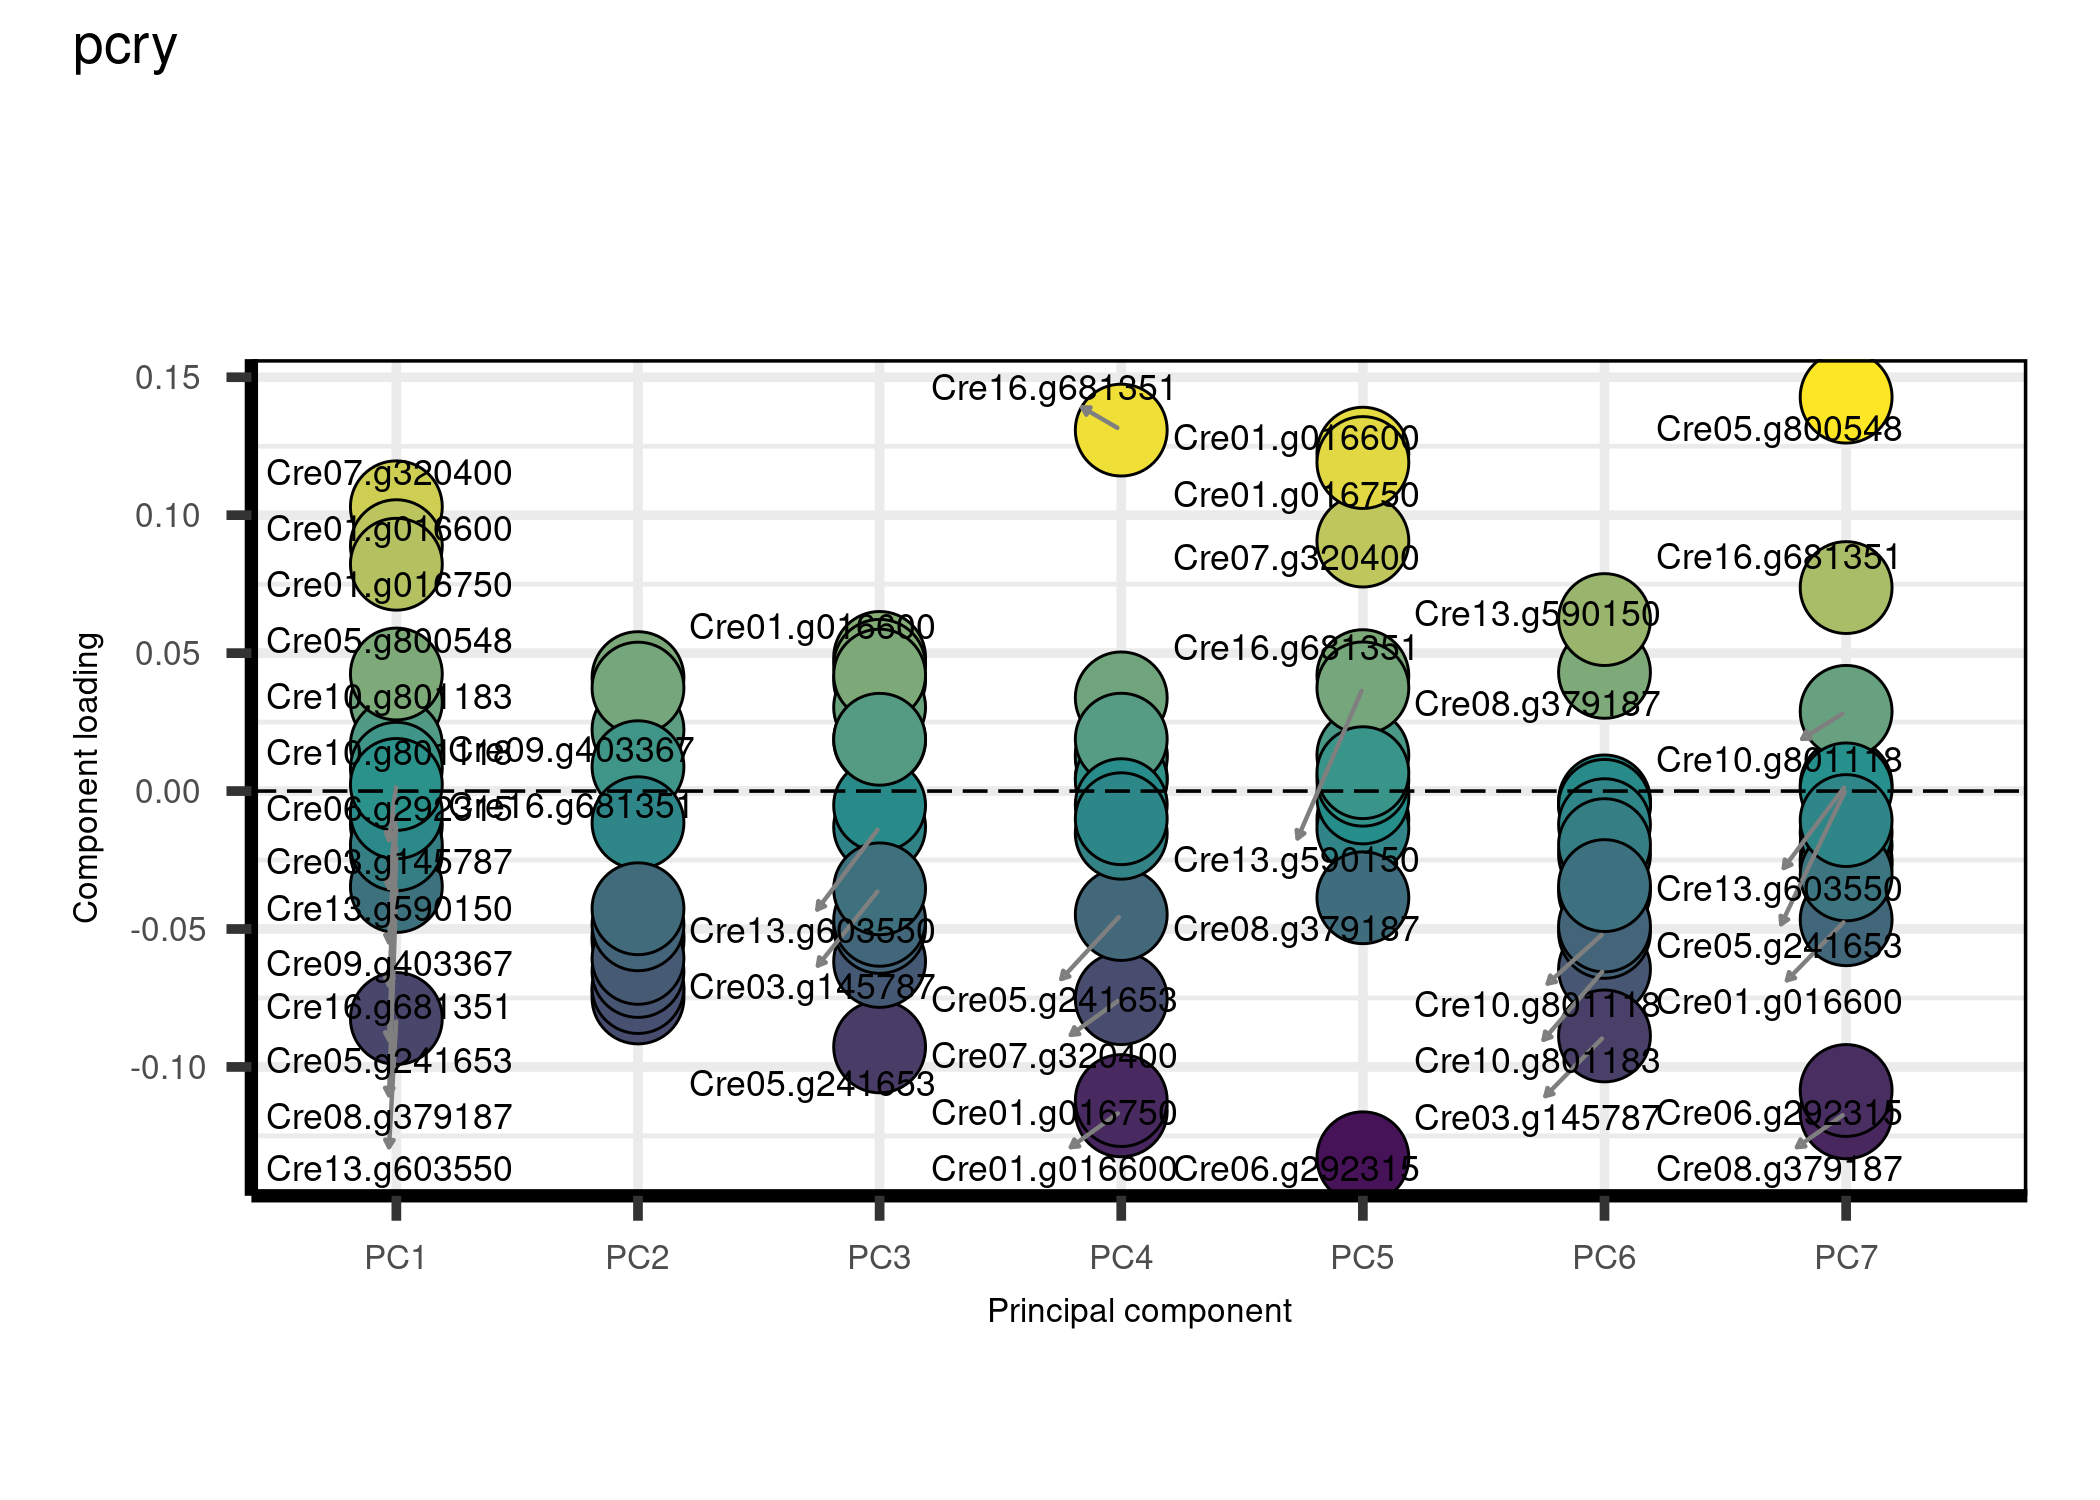 pcry
Component loading
0.15
0.10
0.05
0.00
-0.05
-0.10
Cre07.g320400
Cre01.g016600
Cre01.g016750
Cre05.g800548
Cre10.g801183
Cre10.g801118
Cre06.g292315
Cre03.g145787
Cre13.g590150
Cre09.g403367
Cre16.g681351
Cre05.g241653
Cre08.g379187
Cre13.g603550
Cre09.g403367
Cre16.g681351
Cre01.g016600
Cre13.g603550
Cre03.g145787
Cre05.g241653
Cre16.g681351
Cre05.g241653
Cre07.g320400
Cre01.g016750
Cre01.g016600
Cre01.g016600
Cre01.g016750
Cre07.g320400
Cre16.g681351
Cre13.g590150
Cre08.g379187
Cre06.g292315
Cre13.g590150
Cre08.g379187
Cre10.g801118
Cre10.g801183
Cre03.g145787
Cre05.g800548
Cre16.g681351
Cre10.g801118
Cre13.g603550
Cre05.g241653
Cre01.g016600
Cre06.g292315
Cre08.g379187
PC1 PC2 PC3 PC4 PC5 PC6 PC7
Principal component